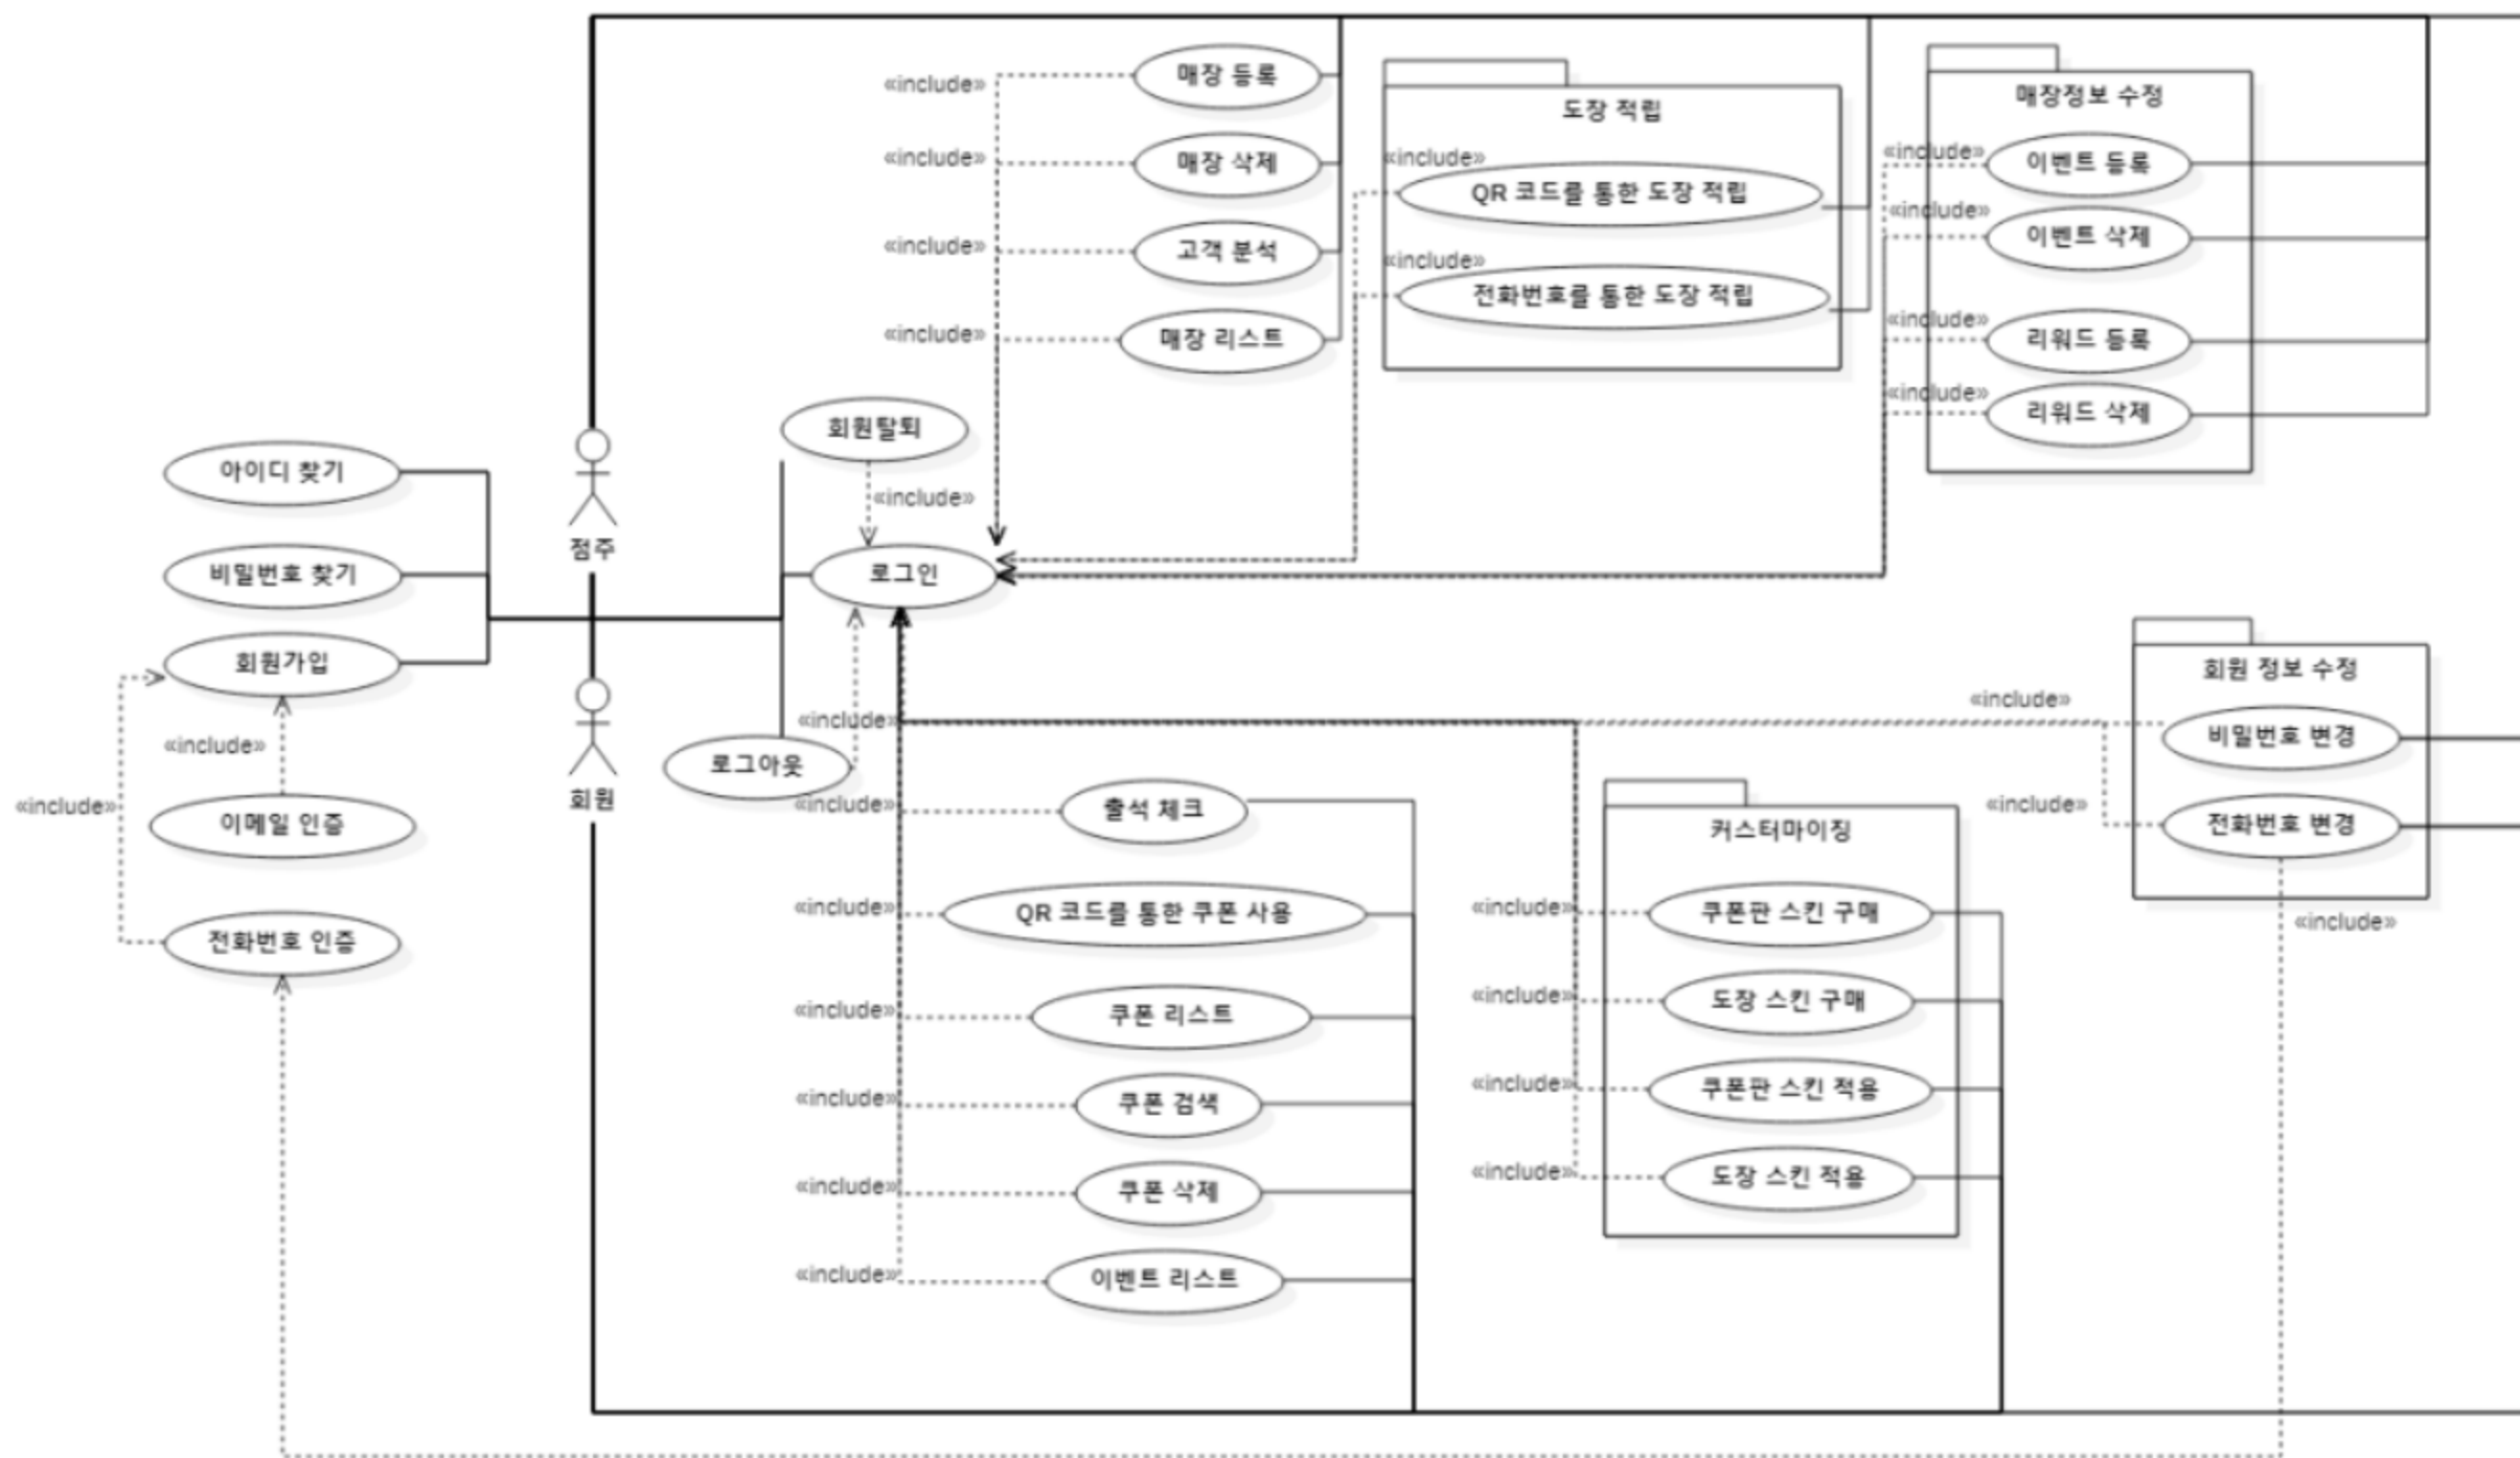 «include»
매장 등록
도장 적립
매장정보 수정
«include»
매장 삭제
«include»
QR 코드를 통한 도장 적립
«include»
이벤트 등록
«include»
고객 분석
«include»
전화번호를 통한 도장 적립
«include»
이벤트 삭제
«include»
매장 리스트
«include»
리워드 등록
«include»
리워드 삭제
회원탈퇴
«include»
아이디 찾기
점주
비밀번호 찾기
로그인
회원가입
«include»
이메일 인증
«include»
전화번호 인증
회원
«include»
로그아웃
회원 정보 수정
«include»
비밀번호 변경
«include»
전화번호 변경
«include»
«include»
출석 체크
커스터마이징
«include»
QR 코드를 통한 쿠폰 사용
«include»
쿠폰판 스킨 구매
«include»
쿠폰 리스트
«include»
도장 스킨 구매
«include»
쿠폰 검색
«include»
쿠폰판 스킨 적용
«include»
쿠폰 삭제
«include»
도장 스킨 적용
«include»
이벤트 리스트